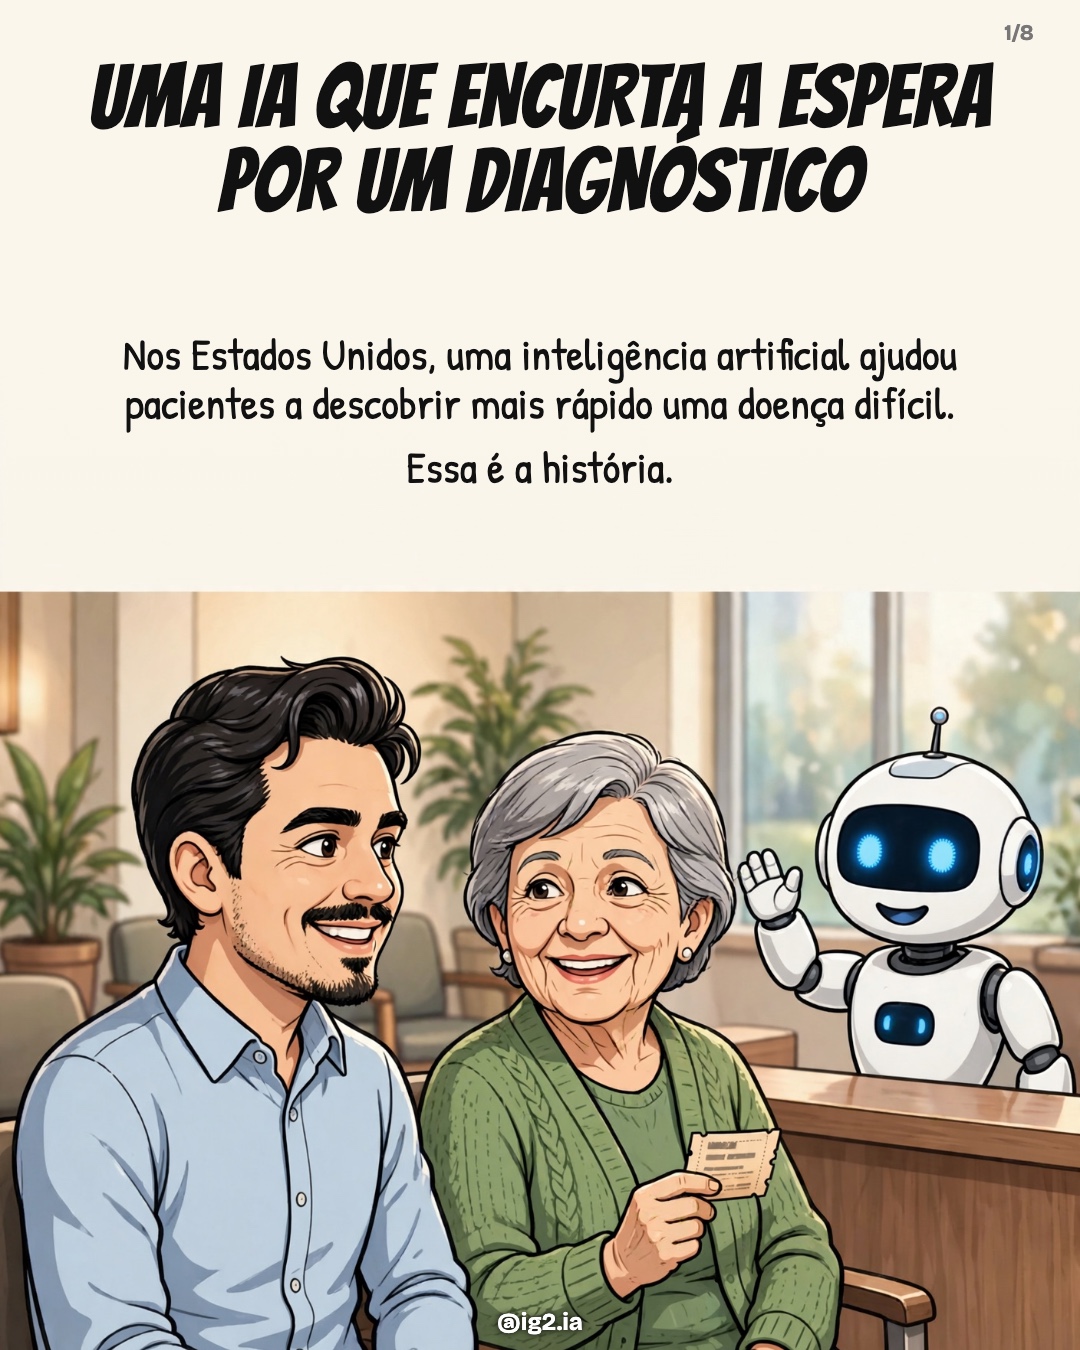 1/8
UMA IA QUE ENCURTA A ESPERA
POR UM DIAGNÓSTICO
Nos Estados Unidos, uma inteligência artificial ajudou
pacientes a descobrir mais rápido uma doença difícil.
Essa é a história.
@ig2.ia